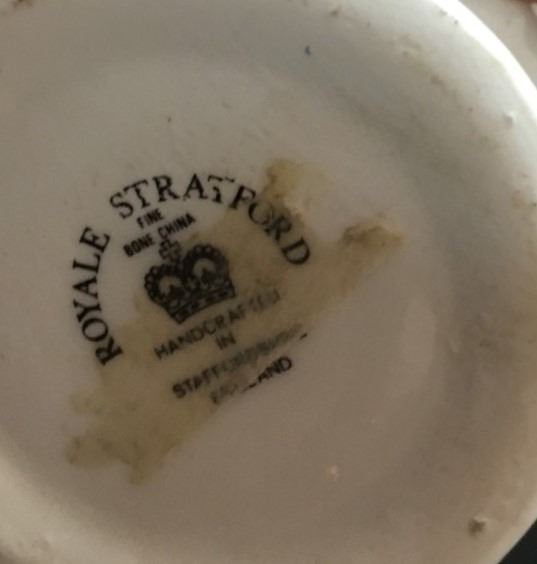 ROYALE STRATFORD
FINE
BONE CHINA
HANDCRAFTED
IN
STAFFORDSHIRE
ENGLAND